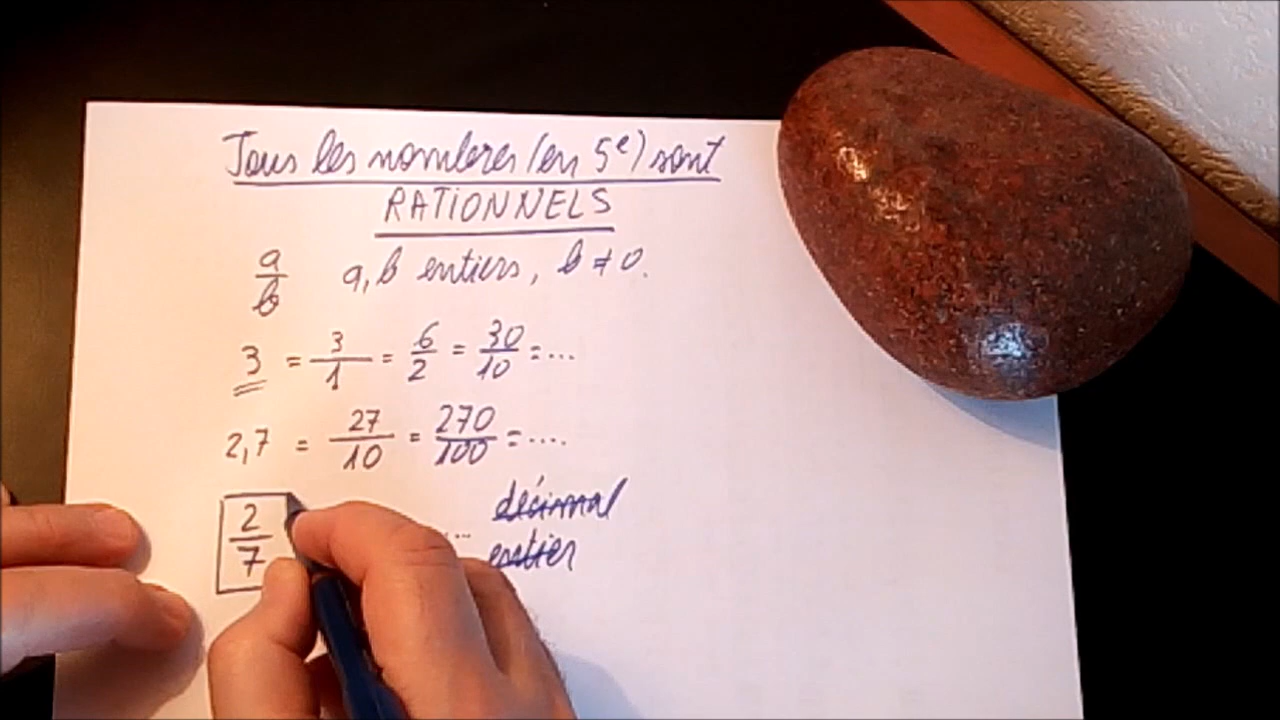 Tous les nombres (en 5e) sont
RATIONNELS
a/b a, b entiers, b ≠ 0.
3 = 3/1 = 6/2 = 30/10 = ...
2,7 = 27/10 = 270/100 = ....
2/7 ... décimal
entier